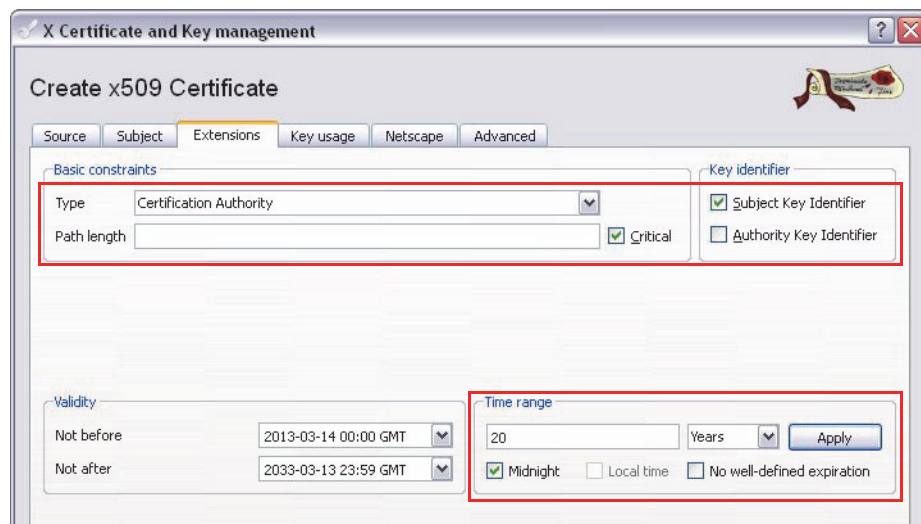 X Certificate and Key management
Create x509 Certificate
Source Subject Extensions Key usage Netscape Advanced
Basic constraints
Type Certification Authority
Path length Critical
Key identifier
Subject Key Identifier
Authority Key Identifier
Validity
Not before 2013-03-14 00:00 GMT
Not after 2033-03-13 23:59 GMT
Time range
20 Years Apply
Midnight Local time No well-defined expiration